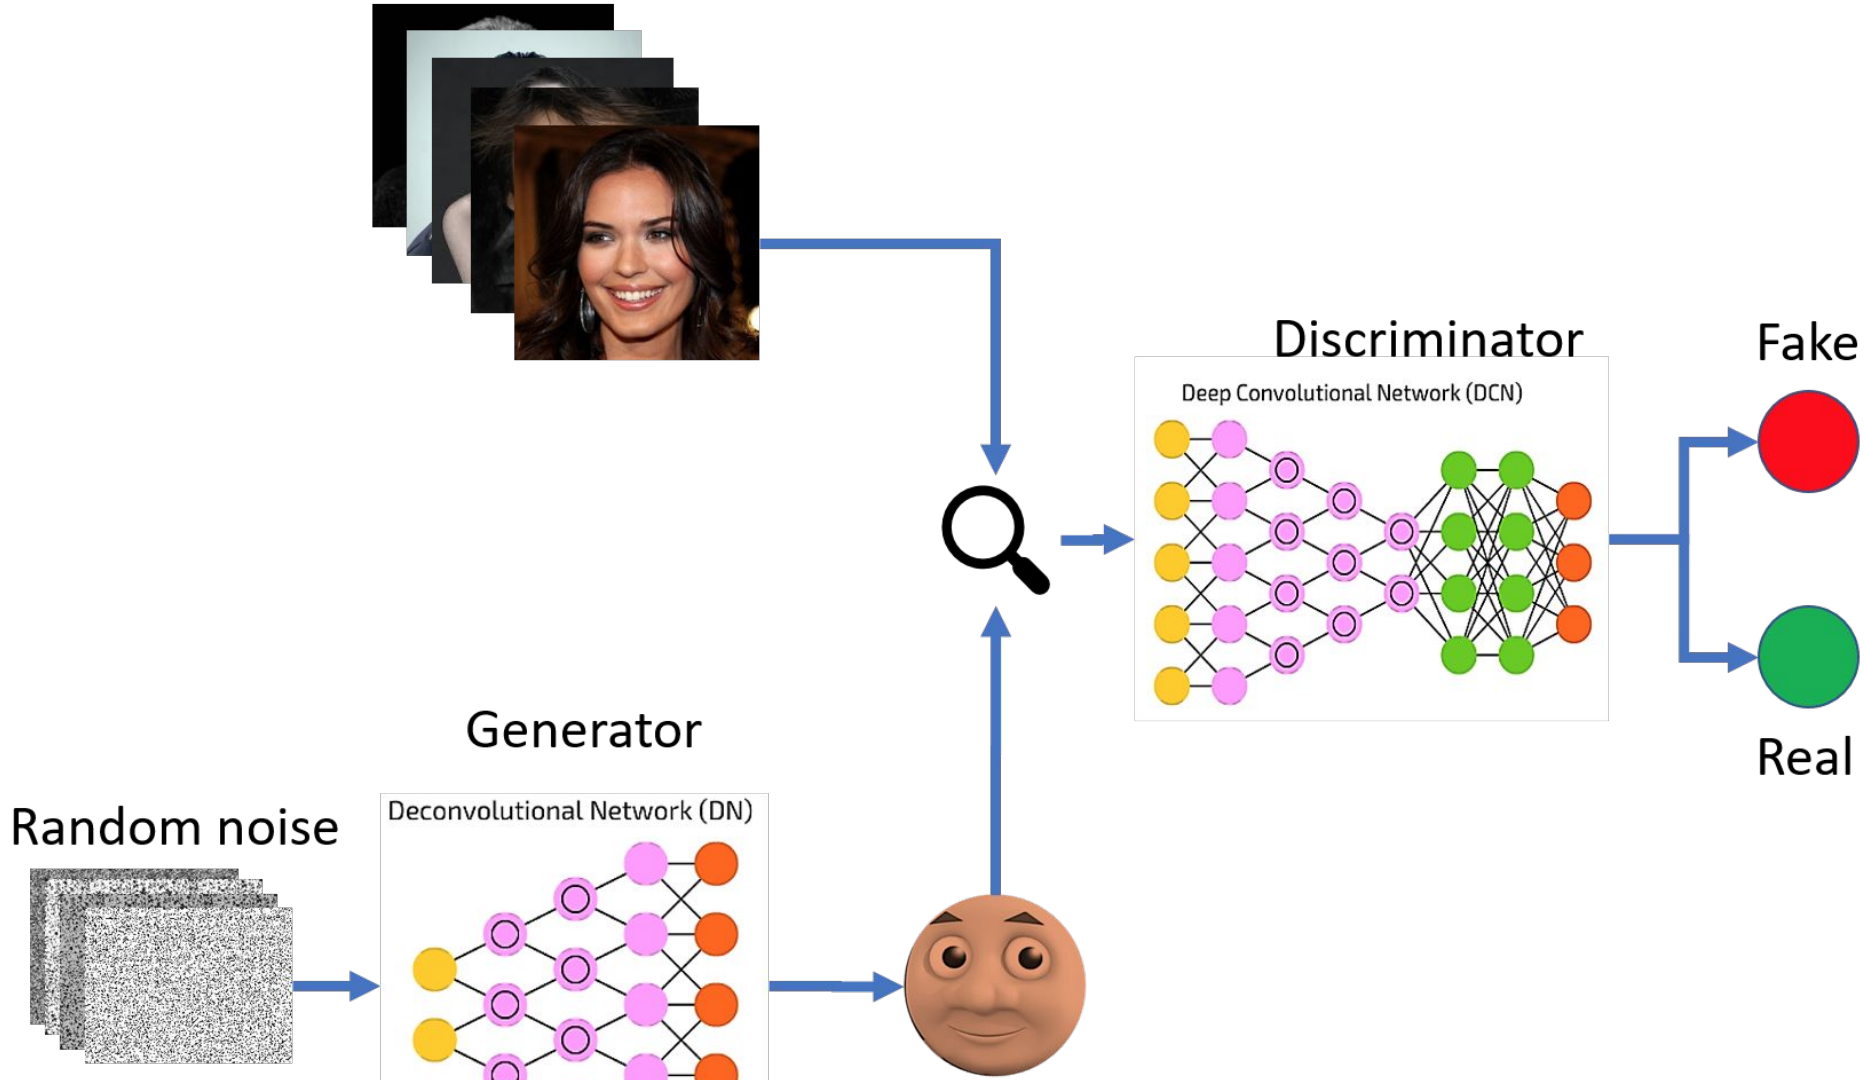 Discriminator
Fake
Deep Convolutional Network (DCN)
Generator
Real
Random noise
Deconvolutional Network (DN)